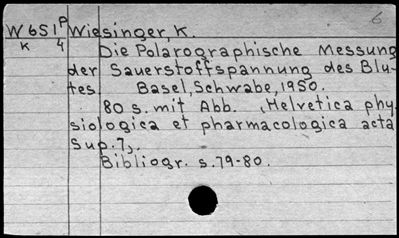 6
W651P Wiesinger, K.
K 4 Die Polarographische Messung
der Sauerstoffspannung des Blu-
tes. Basel, Schwabe, 1950.
80 s. mit Abb. (Helvetica phy
siologica et pharmacologica acta
Sup. 7).
Bibliogr. s. 79-80.